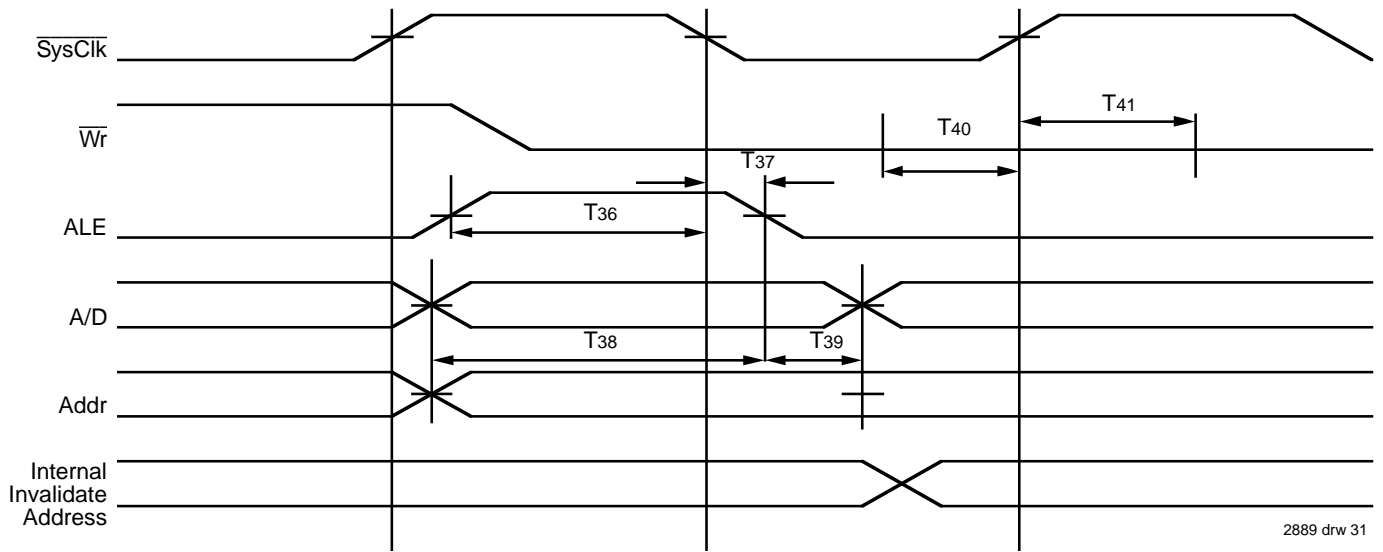 SysClk
Wr
T41
T40
T37
ALE
T36
A/D
T38
T39
Addr
Internal
Invalidate
Address
2889 drw 31